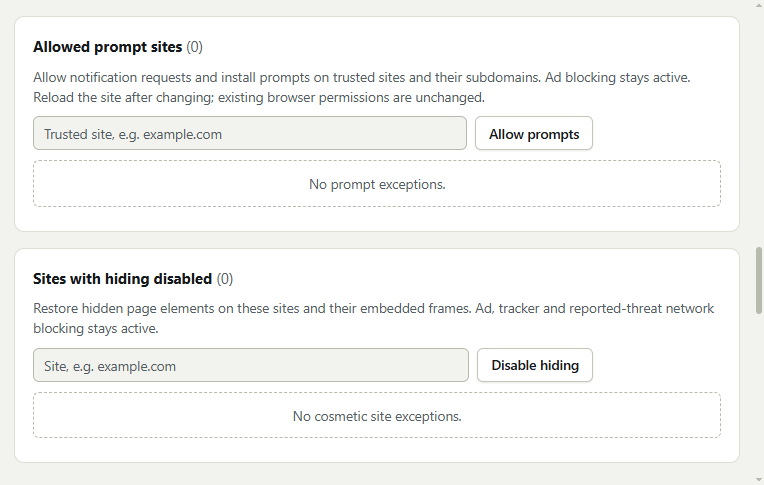 Allowed prompt sites (0)
Allow notification requests and install prompts on trusted sites and their subdomains. Ad blocking stays active.
Reload the site after changing; existing browser permissions are unchanged.
Trusted site, e.g. example.com
Allow prompts
No prompt exceptions.
Sites with hiding disabled (0)
Restore hidden page elements on these sites and their embedded frames. Ad, tracker and reported-threat network
blocking stays active.
Site, e.g. example.com
Disable hiding
No cosmetic site exceptions.